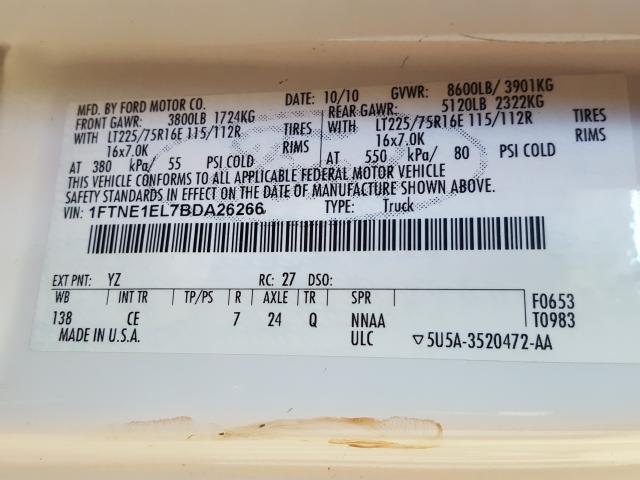 MFD. BY FORD MOTOR CO. DATE: 10/10 GVWR: 8600LB/ 3901KG
FRONT GAWR: 3800LB 1724KG REAR GAWR: 5120LB 2322KG
WITH LT225/75R16E 115/112R TIRES WITH LT225/75R16E 115/112R TIRES
16x7.0K RIMS 16x7.0K RIMS
AT 380 kPa/ 55 PSI COLD AT 550 kPa/ 80 PSI COLD
THIS VEHICLE CONFORMS TO ALL APPLICABLE FEDERAL MOTOR VEHICLE
SAFETY STANDARDS IN EFFECT ON THE DATE OF MANUFACTURE SHOWN ABOVE.
VIN: 1FTNE1EL7BDA26266 TYPE: Truck
EXT PNT: YZ RC: 27 DSO:
WB INT TR TP/PS R AXLE TR SPR F0653
138 CE 7 24 Q NNAA T0983
MADE IN U.S.A. ULC ▽5U5A-3520472-AA